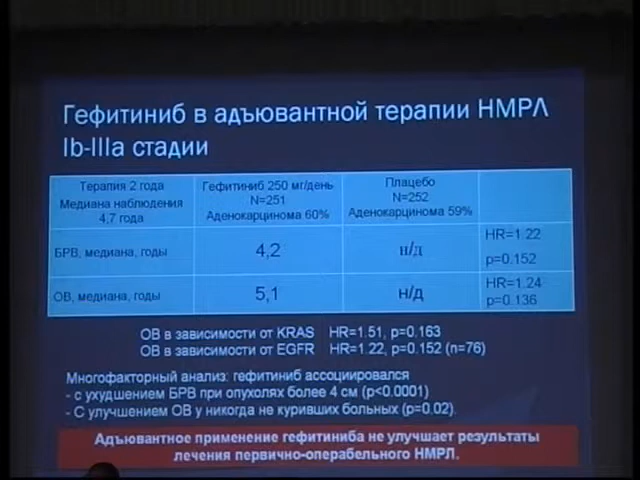 Гефитиниб в адъювантной терапии НМРЛ
Ib-IIIa стадии
Терапия 2 года
Медиана наблюдения
4,7 года
Гефитиниб 250 мг/день
N=251
Аденокарцинома 60%
Плацебо
N=252
Аденокарцинома 59%
БРВ, медиана, годы
4,2
н/д
HR=1.22
p=0.152
ОВ, медиана, годы
5,1
н/д
HR=1.24
p=0.136
ОВ в зависимости от KRAS HR=1.51, p=0.163
ОВ в зависимости от EGFR HR=1.22, p=0.152 (n=76)
Многофакторный анализ: гефитиниб ассоциировался
- с ухудшением БРВ при опухолях более 4 см (p<0.0001)
- С улучшением ОВ у никогда не куривших больных (p=0.02).
Адъювантное применение гефитиниба не улучшает результаты
лечения первично-операбельного НМРЛ.